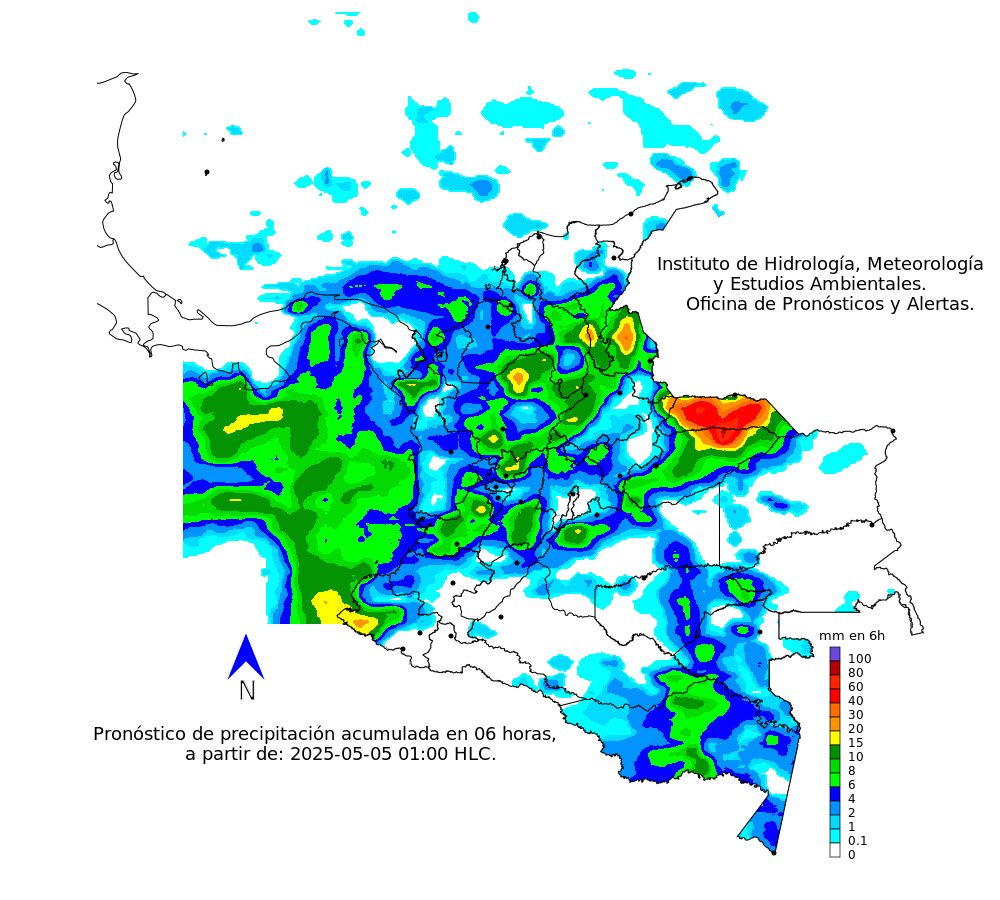 Instituto de Hidrología, Meteorología
y Estudios Ambientales.
Oficina de Pronósticos y Alertas.
mm en 6h
100
80
60
40
30
20
15
10
8
6
4
2
1
0.1
0
N
Pronóstico de precipitación acumulada en 06 horas,
a partir de: 2025-05-05 01:00 HLC.